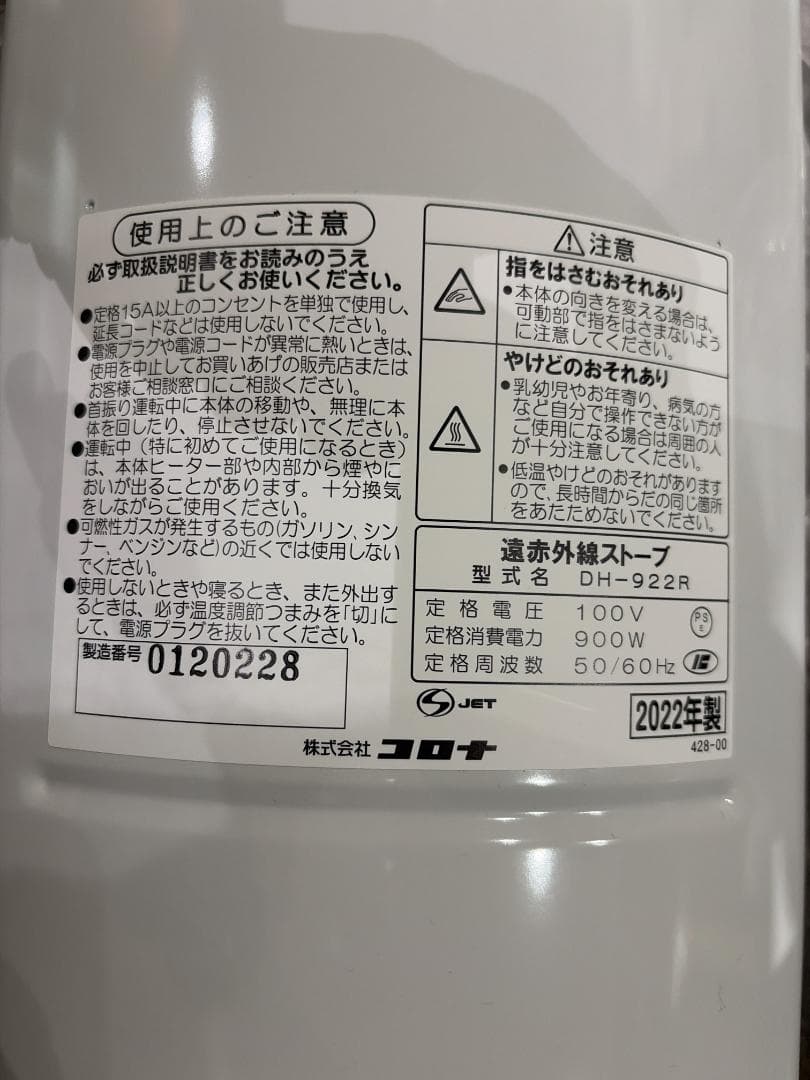 使用上のご注意
必ず取扱説明書をお読みのうえ
正しくお使いください。
●定格15A以上のコンセントを単独で使用し、
延長コードなどは使用しないでください。
●電源プラグや電源コードが異常に熱いときは、
使用を中止してお買いあげの販売店または
お客様ご相談窓口にご相談ください。
●首振り運転中に本体の移動や、無理に本
体を回したり、停止させないでください。
●運転中（特に初めてご使用になるとき）
は、本体ヒーター部や内部から煙やに
おいが出ることがあります。十分換気
をしながらご使用ください。
●可燃性ガスが発生するもの(ガソリン、シン
ナー、ベンジンなど)の近くでは使用しない
でください。
●使用しないときや寝るとき、また外出す
るときは、必ず温度調節つまみを「切」に
して、電源プラグを抜いてください。
製造番号 0120228
⚠注意
指をはさむおそれあり
●本体の向きを変える場合は、
可動部で指をはさまないよう
に注意してください。
やけどのおそれあり
●乳幼児やお年寄り、病気の方
など自分で操作できない方が
ご使用になる場合は周囲の人
が十分注意してください。
●低温やけどのおそれがあります
ので、長時間からだの同じ箇所
をあたためないでください。
遠赤外線ストーブ
型式名 DH-922R
定格電圧 100V
定格消費電力 900W
定格周波数 50/60Hz
PS
E
S JET
2022年製
428-00
株式会社 コロナ